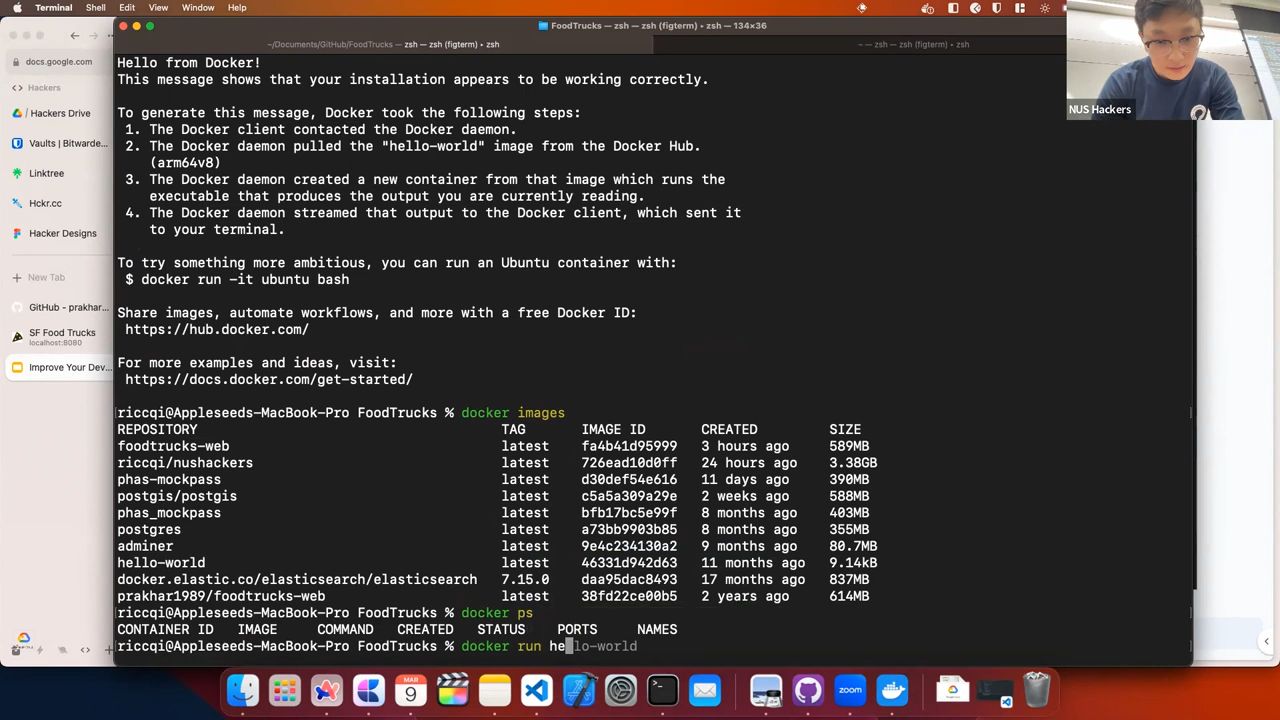 Terminal Shell Edit View Window Help
FoodTrucks — zsh — zsh (figterm) • zsh — 134×36
~/Documents/GitHub/FoodTrucks — zsh — zsh (figterm) • zsh
~ — zsh — zsh (figterm) • zsh
docs.google.com
Hackers
/ Hackers Drive
Vaults | Bitwarde...
Linktree
Hckr.cc
Hacker Designs
New Tab
GitHub - prakhar...
SF Food Trucks
localhost:8080
Improve Your Dev...
Hello from Docker!
This message shows that your installation appears to be working correctly.
To generate this message, Docker took the following steps:
1. The Docker client contacted the Docker daemon.
2. The Docker daemon pulled the "hello-world" image from the Docker Hub.
(arm64v8)
3. The Docker daemon created a new container from that image which runs the
executable that produces the output you are currently reading.
4. The Docker daemon streamed that output to the Docker client, which sent it
to your terminal.
To try something more ambitious, you can run an Ubuntu container with:
$ docker run -it ubuntu bash
Share images, automate workflows, and more with a free Docker ID:
https://hub.docker.com/
For more examples and ideas, visit:
https://docs.docker.com/get-started/
riccqi@Appleseeds-MacBook-Pro FoodTrucks % docker images
REPOSITORY TAG IMAGE ID CREATED SIZE
foodtrucks-web latest fa4b41d95999 3 hours ago 589MB
riccqi/nushackers latest 726ead10d0ff 24 hours ago 3.38GB
phas-mockpass latest d30def54e616 11 days ago 390MB
postgis/postgis latest c5a5a309a29e 2 weeks ago 588MB
phas_mockpass latest bfb17bc5e99f 8 months ago 403MB
postgres latest a73bb9903b85 8 months ago 355MB
adminer latest 9e4c234130a2 9 months ago 80.7MB
hello-world latest 46331d942d63 11 months ago 9.14kB
docker.elastic.co/elasticsearch/elasticsearch 7.15.0 daa95dac8493 17 months ago 837MB
prakhar1989/foodtrucks-web latest 38fd22ce00b5 2 years ago 614MB
riccqi@Appleseeds-MacBook-Pro FoodTrucks % docker ps
CONTAINER ID IMAGE COMMAND CREATED STATUS PORTS NAMES
riccqi@Appleseeds-MacBook-Pro FoodTrucks % docker run hello-world
NUS Hackers
MAR
9
zoom